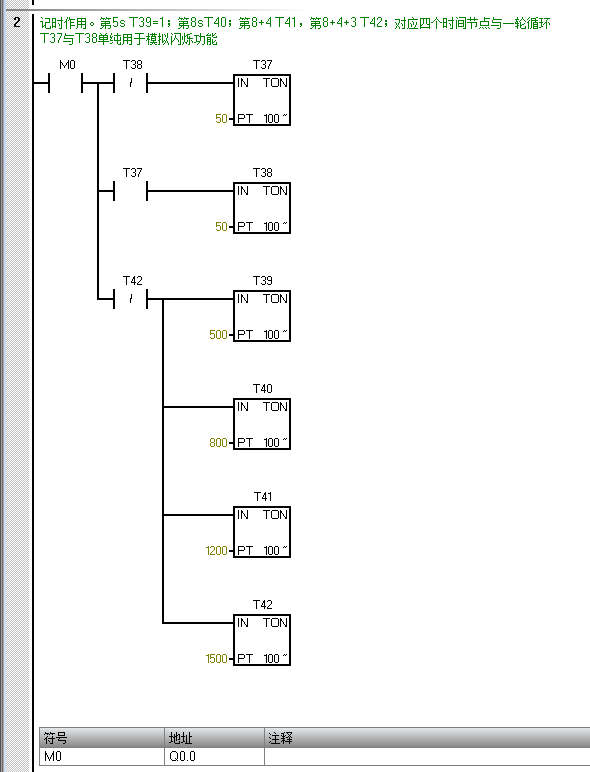 2
记时作用。第5s T39=1；第8sT40；第8+4 T41，第8+4+3 T42；对应四个时间节点与一轮循环
T37与T38单纯用于模拟闪烁功能
M0 T38 T37
/ IN TON
50 PT 100~
T37 T38
IN TON
50 PT 100~
T42 T39
/ IN TON
500 PT 100~
T40
IN TON
800 PT 100~
T41
IN TON
1200 PT 100~
T42
IN TON
1500 PT 100~
符号 地址 注释
M0 Q0.0